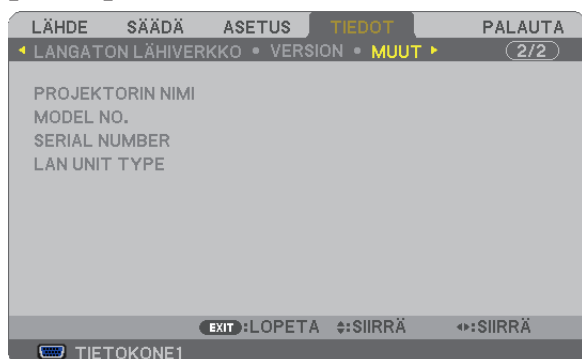 LÄHDE SÄÄDÄ ASETUS TIEDOT PALAUTA
LANGATON LÄHIVERKKO • VERSION • MUUT 2/2
PROJEKTORIN NIMI
MODEL NO.
SERIAL NUMBER
LAN UNIT TYPE
EXIT:LOPETA :SIIRRÄ :SIIRRÄ
TIETOKONE1